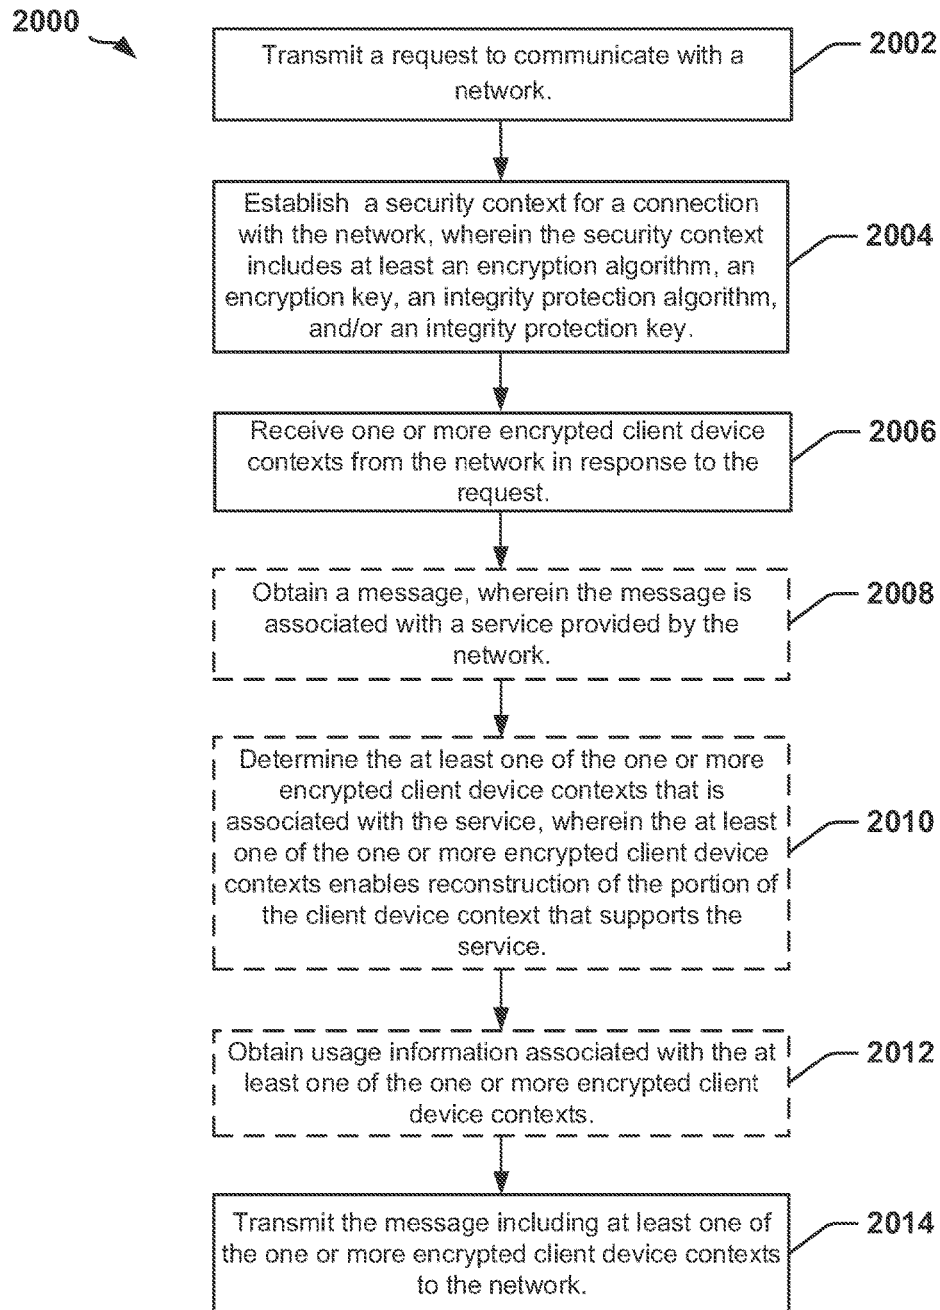 2000
Transmit a request to communicate with a
network.
2002
Establish a security context for a connection
with the network, wherein the security context
includes at least an encryption algorithm, an
encryption key, an integrity protection algorithm,
and/or an integrity protection key.
2004
Receive one or more encrypted client device
contexts from the network in response to the
request.
2006
Obtain a message, wherein the message is
associated with a service provided by the
network.
2008
Determine the at least one of the one or more
encrypted client device contexts that is
associated with the service, wherein the at least
one of the one or more encrypted client device
contexts enables reconstruction of the portion of
the client device context that supports the
service.
2010
Obtain usage information associated with the at
least one of the one or more encrypted client
device contexts.
2012
Transmit the message including at least one of
the one or more encrypted client device contexts
to the network.
2014